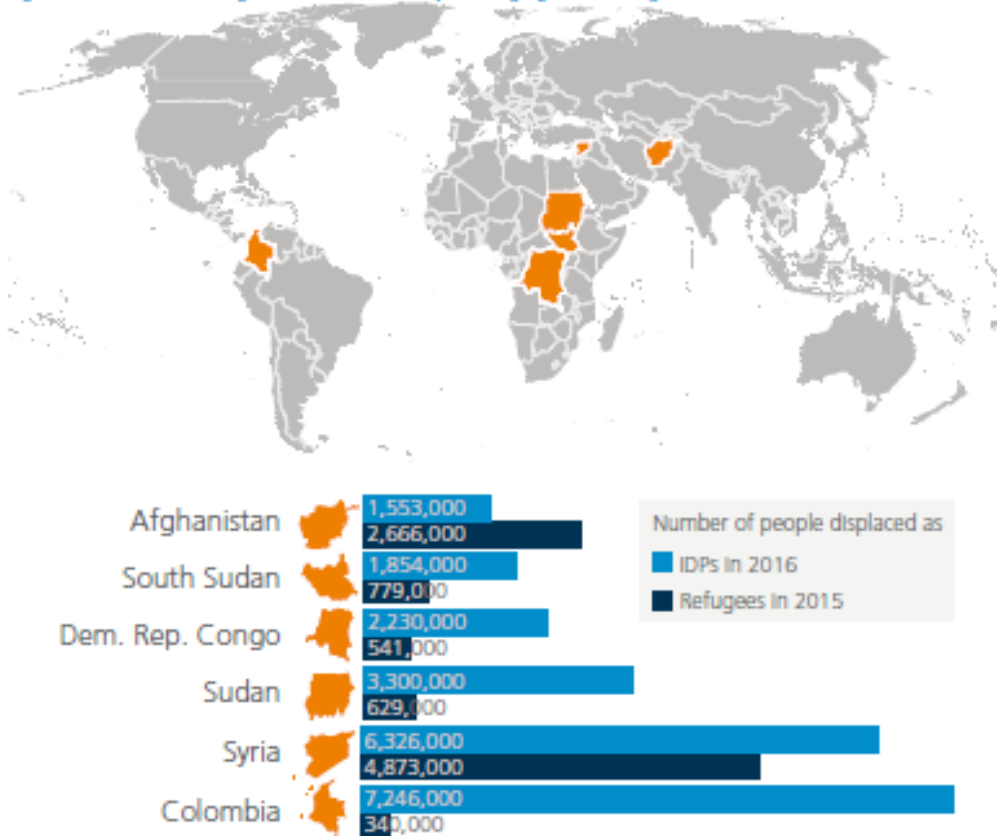 Afghanistan
1,553,000
2,666,000
South Sudan
1,854,000
779,000
Dem. Rep. Congo
2,230,000
541,000
Sudan
3,300,000
629,000
Syria
6,326,000
4,873,000
Colombia
7,246,000
340,000
Number of people displaced as
IDPs in 2016
Refugees in 2015